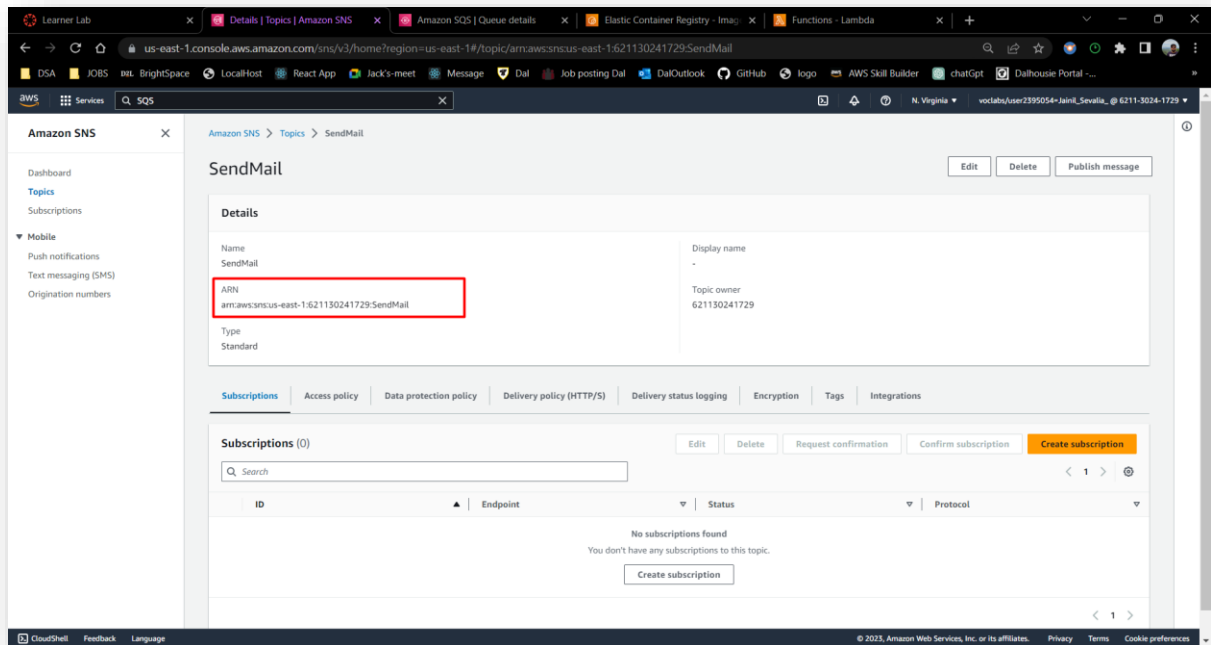 Learner Lab
Details | Topics | Amazon SNS
Amazon SQS | Queue details
Elastic Container Registry - Imag
Functions - Lambda
us-east-1.console.aws.amazon.com/sns/v3/home?region=us-east-1#/topic/arn:aws:sns:us-east-1:621130241729:SendMail
DSA JOBS BrightSpace LocalHost React App Jack's-meet Message Dal Job posting Dal DalOutlook GitHub logo AWS Skill Builder chatGpt Dalhousie Portal -... »
aws Services SQS N. Virginia voclabs/user2395054=Jainil_Sevalia_ @ 6211-3024-1729
Amazon SNS
Dashboard
Topics
Subscriptions
Mobile
Push notifications
Text messaging (SMS)
Origination numbers
Amazon SNS > Topics > SendMail
SendMail
Edit Delete Publish message
Details
Name
SendMail
Display name
-
ARN
arn:aws:sns:us-east-1:621130241729:SendMail
Topic owner
621130241729
Type
Standard
Subscriptions Access policy Data protection policy Delivery policy (HTTP/S) Delivery status logging Encryption Tags Integrations
Subscriptions (0)
Edit Delete Request confirmation Confirm subscription Create subscription
Search
< 1 >
ID Endpoint Status Protocol
No subscriptions found
You don't have any subscriptions to this topic.
Create subscription
< 1 >
CloudShell Feedback Language © 2023, Amazon Web Services, Inc. or its affiliates. Privacy Terms Cookie preferences